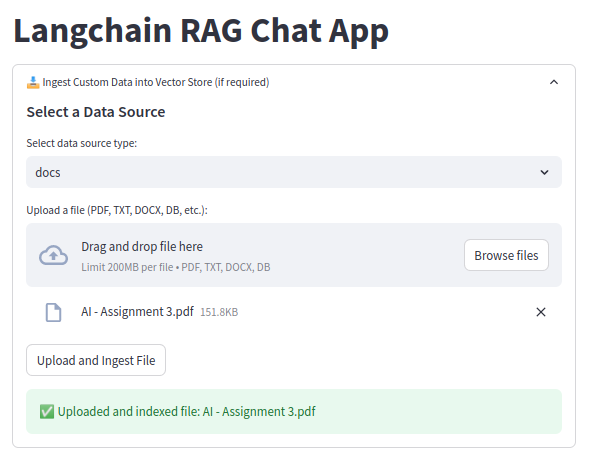 Langchain RAG Chat App
📥 Ingest Custom Data into Vector Store (if required)
Select a Data Source
Select data source type:
docs
Upload a file (PDF, TXT, DOCX, DB, etc.):
Drag and drop file here
Limit 200MB per file • PDF, TXT, DOCX, DB
Browse files
AI - Assignment 3.pdf 151.8KB
Upload and Ingest File
✅ Uploaded and indexed file: AI - Assignment 3.pdf